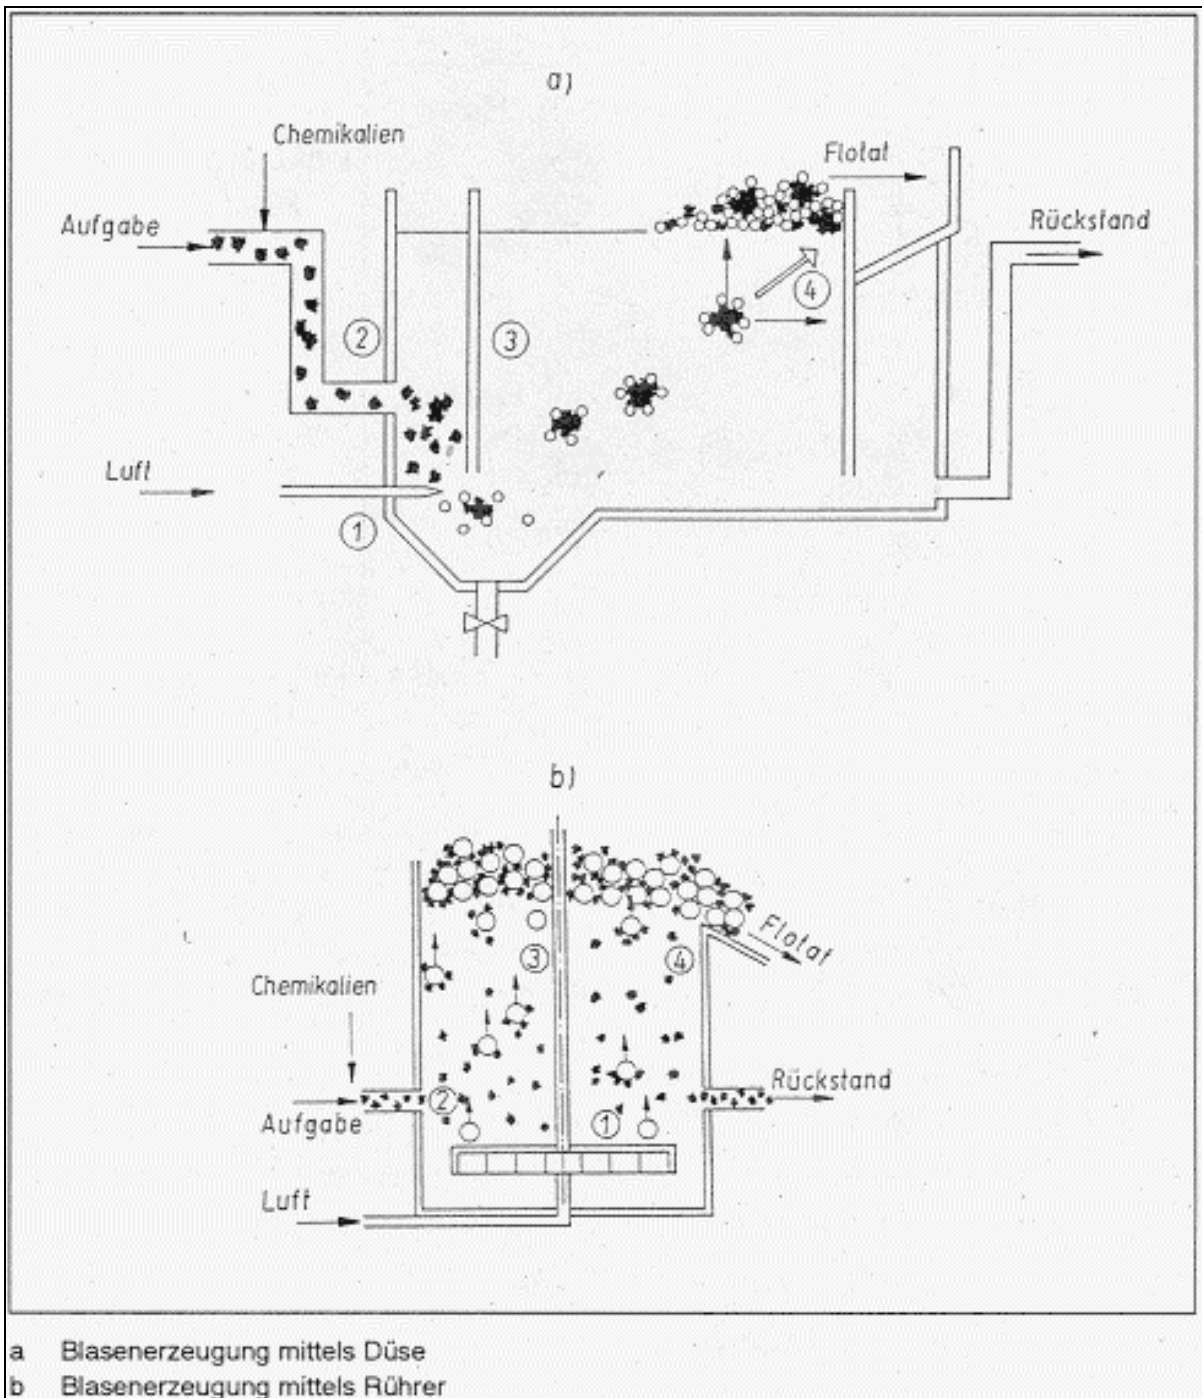 a)
Chemikalien
Flotat
Aufgabe
Rückstand
2
3
4
Luft
1
b)
3
4
Flotat
Chemikalien
2
Rückstand
Aufgabe
1
Luft
a Blasenerzeugung mittels Düse
b Blasenerzeugung mittels Rührer